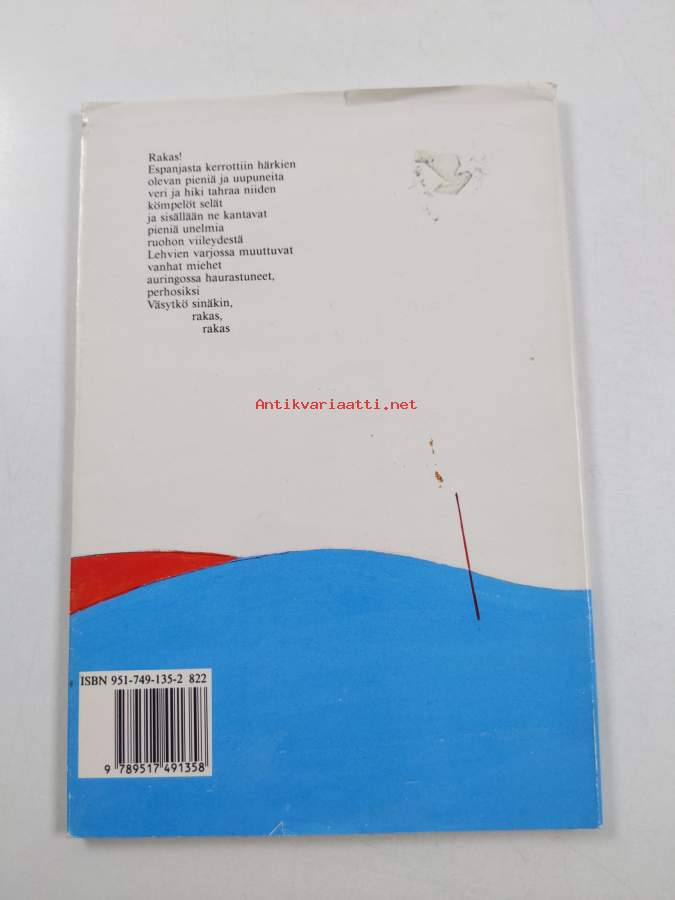 Rakas!
Espanjasta kerrottiin härkien
olevan pieniä ja uupuneita
veri ja hiki tahraa niiden
kömpelöt selät
ja sisällään ne kantavat
pieniä unelmia
ruohon viileydestä
Lehvien varjossa muuttuvat
vanhat miehet
auringossa haurastuneet,
perhosiksi
Väsytkö sinäkin,
rakas,
rakas
Antikvariaatti.net
ISBN 951-749-135-2 822
9 789517 491358